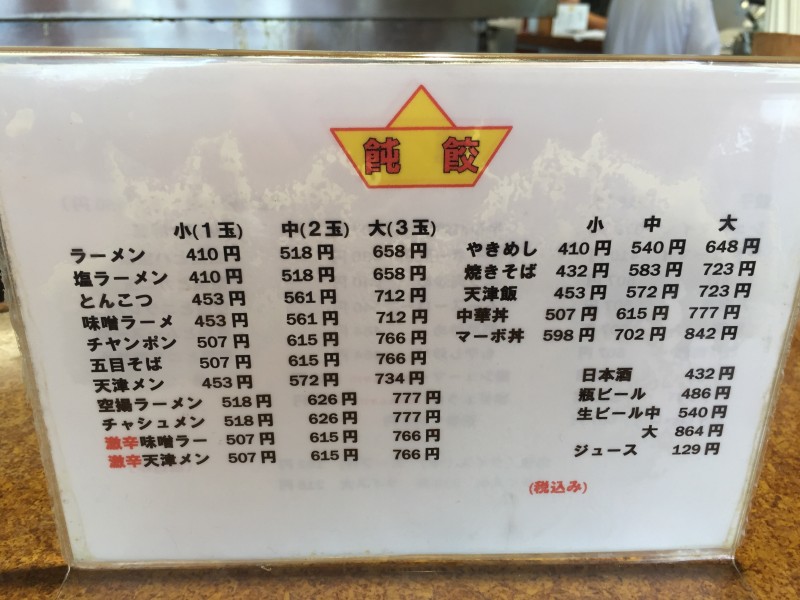 飩 餃
小(1玉) 中(2玉) 大(3玉)
ラーメン 410円 518円 658円
塩ラーメン 410円 518円 658円
とんこつ 453円 561円 712円
味噌ラーメ 453円 561円 712円
チャンポン 507円 615円 766円
五目そば 507円 615円 766円
天津メン 453円 572円 734円
空揚ラーメン 518円 626円 777円
チャシュメン 518円 626円 777円
激辛味噌ラー 507円 615円 766円
激辛天津メン 507円 615円 766円
小 中 大
やきめし 410円 540円 648円
焼きそば 432円 583円 723円
天津飯 453円 572円 723円
中華丼 507円 615円 777円
マーボ丼 598円 702円 842円
日本酒 432円
瓶ビール 486円
生ビール中 540円
大 864円
ジュース 129円
(税込み)